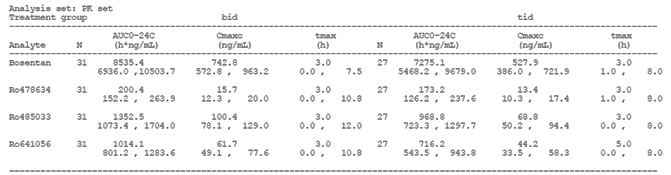 Analysis set: PK set
Treatment group bid tid
AUC0-24C Cmaxc tmax AUC0-24C Cmaxc tmax
Analyte N (h*ng/mL) (ng/mL) (h) N (h*ng/mL) (ng/mL) (h)
Bosentan 31 8535.4 742.8 3.0 27 7275.1 527.9 3.0
6936.0 ,10503.7 572.8 , 963.2 0.0 , 7.5 5468.2 ,9679.0 386.0 , 721.9 1.0 , 8.0
Ro478634 31 200.4 15.7 3.0 27 173.2 13.4 3.0
152.2 , 263.9 12.3 , 20.0 0.0 , 10.8 126.2 , 237.6 10.3 , 17.4 1.0 , 8.0
Ro485033 31 1352.5 100.4 3.0 27 968.8 68.8 3.0
1073.4 , 1704.0 78.1 , 129.0 0.0 , 12.0 723.3 , 1297.7 50.2 , 94.4 1.0 , 8.0
Ro641056 31 1014.1 61.7 3.0 27 716.2 44.2 5.0
801.2 , 1283.6 49.1 , 77.6 0.0 , 10.8 543.5 , 943.8 33.5 , 58.3 0.0 , 8.0